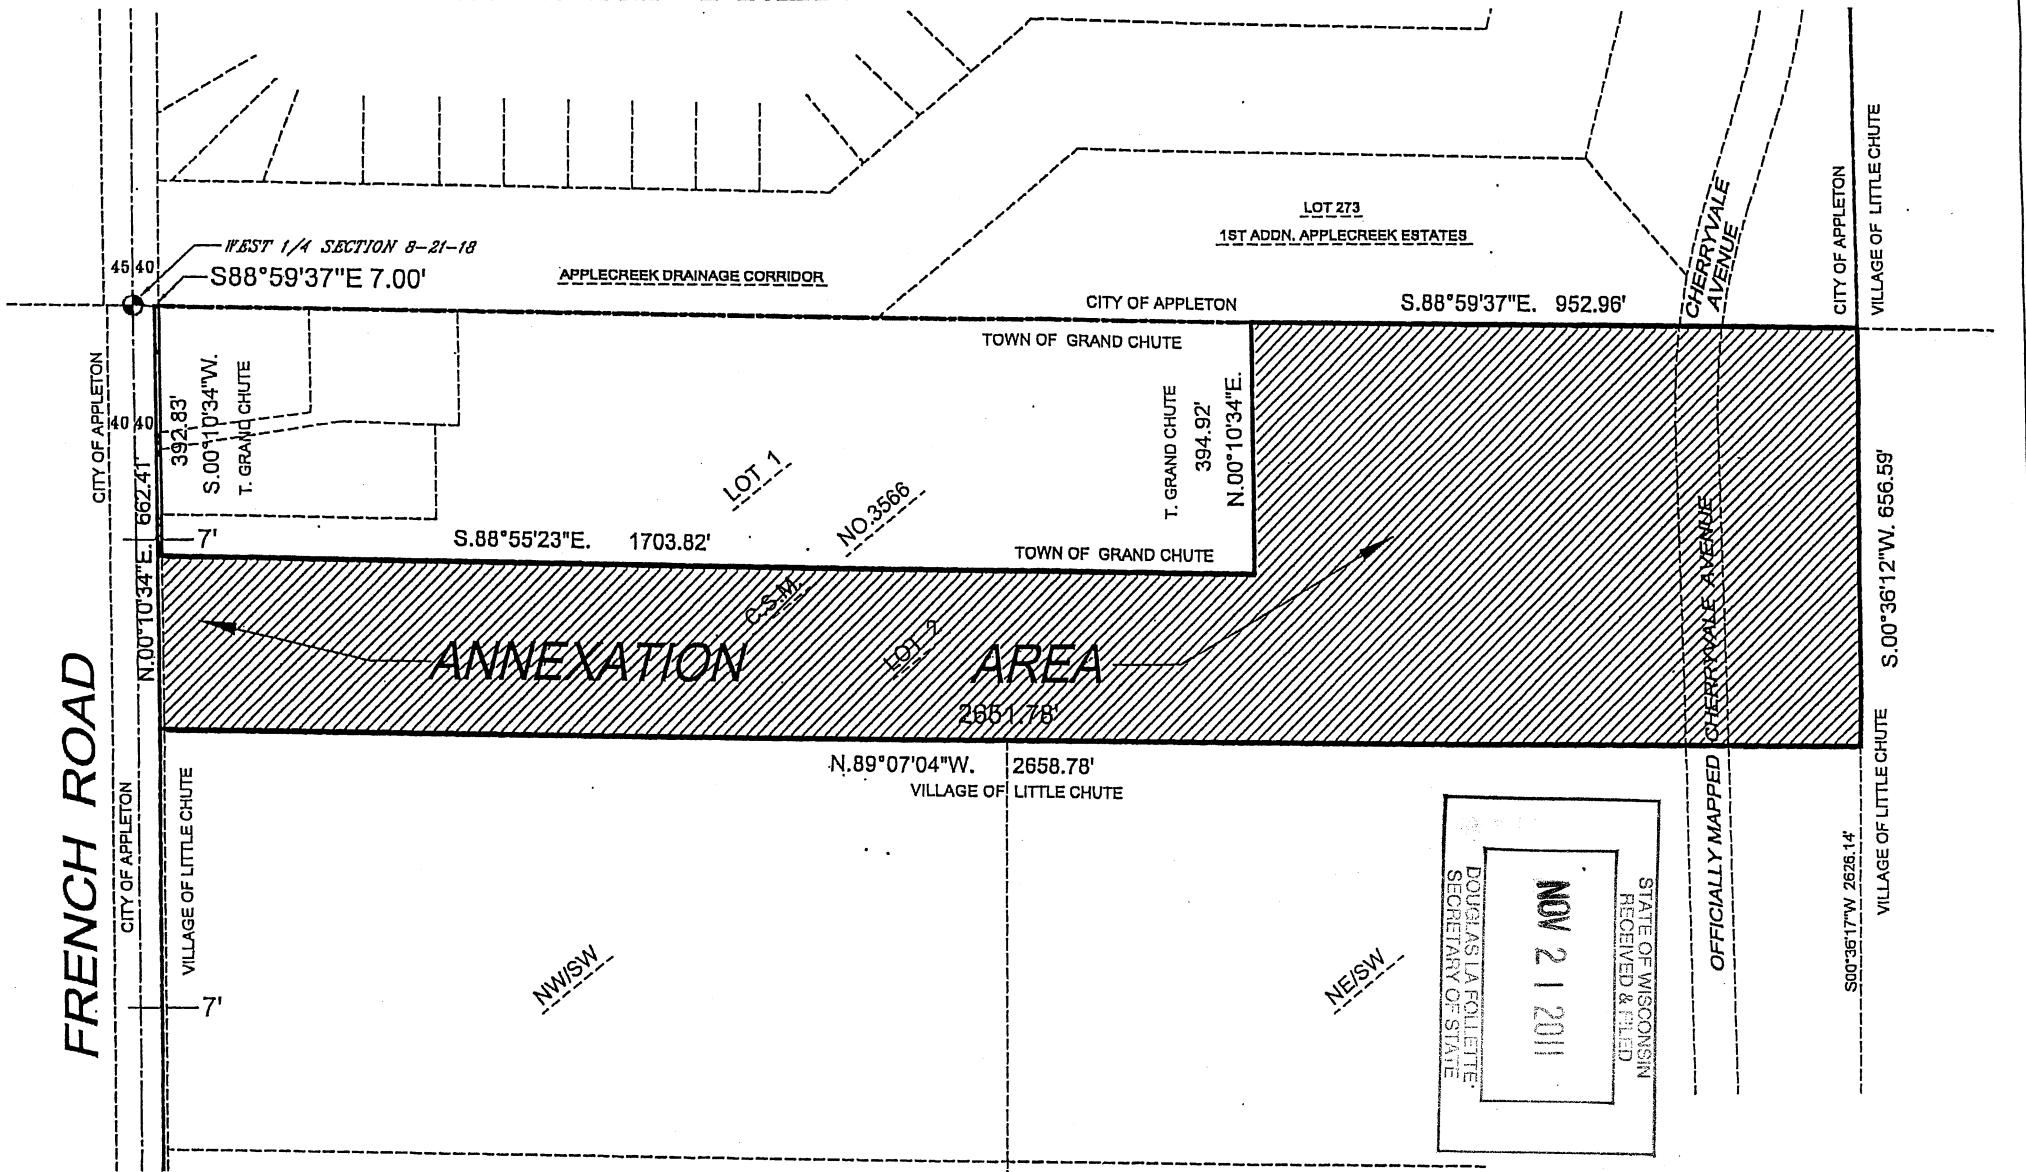 WEST 1/4 SECTION 8-21-18
45 40
S88°59'37"E 7.00'
APPLECREEK DRAINAGE CORRIDOR
LOT 273
1ST ADDN. APPLECREEK ESTATES
CHERRYVALE
AVENUE
CITY OF APPLETON
VILLAGE OF LITTLE CHUTE
CITY OF APPLETON
S.88°59'37"E. 952.96'
TOWN OF GRAND CHUTE
CITY OF APPLETON
40 40
392.83'
S.00°10'34"W.
T. GRAND CHUTE
N.00°10'34"E. 662.41'
7'
LOT 1
NO.3566
T. GRAND CHUTE
394.92'
N.00°10'34"E.
S.88°55'23"E. 1703.82'
TOWN OF GRAND CHUTE
C.S.M.
LOT 2
ANNEXATION AREA
2651.78'
S.00°36'12"W. 656.59'
N.89°07'04"W. 2658.78'
VILLAGE OF LITTLE CHUTE
OFFICIALLY MAPPED CHERRYVALE AVENUE
FRENCH ROAD
CITY OF APPLETON
VILLAGE OF LITTLE CHUTE
7'
NW/SW
NE/SW
STATE OF WISCONSIN
RECEIVED & FILED
NOV 21 2011
DOUGLAS LA FOLLETTE
SECRETARY OF STATE
S00°36'17"W 2626.14'
VILLAGE OF LITTLE CHUTE